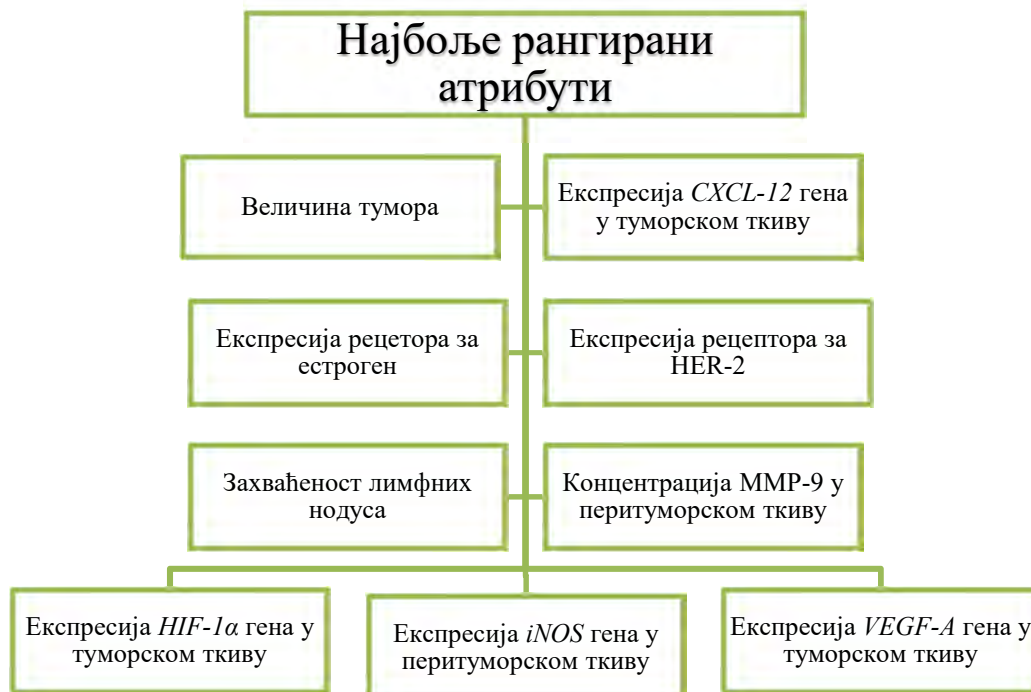 Најбоље рангирани
атрибути
Величина тумора
Експресија CXCL-12 гена
у туморском ткиву
Експресија рецетора за
естроген
Експресија рецептора за
HER-2
Захваћеност лимфних
нодуса
Концентрација MMP-9 у
перитуморском ткиву
Експресија HIF-1α гена у
туморском ткиву
Експресија iNOS гена у
перитуморском ткиву
Експресија VEGF-A гена у
туморском ткиву